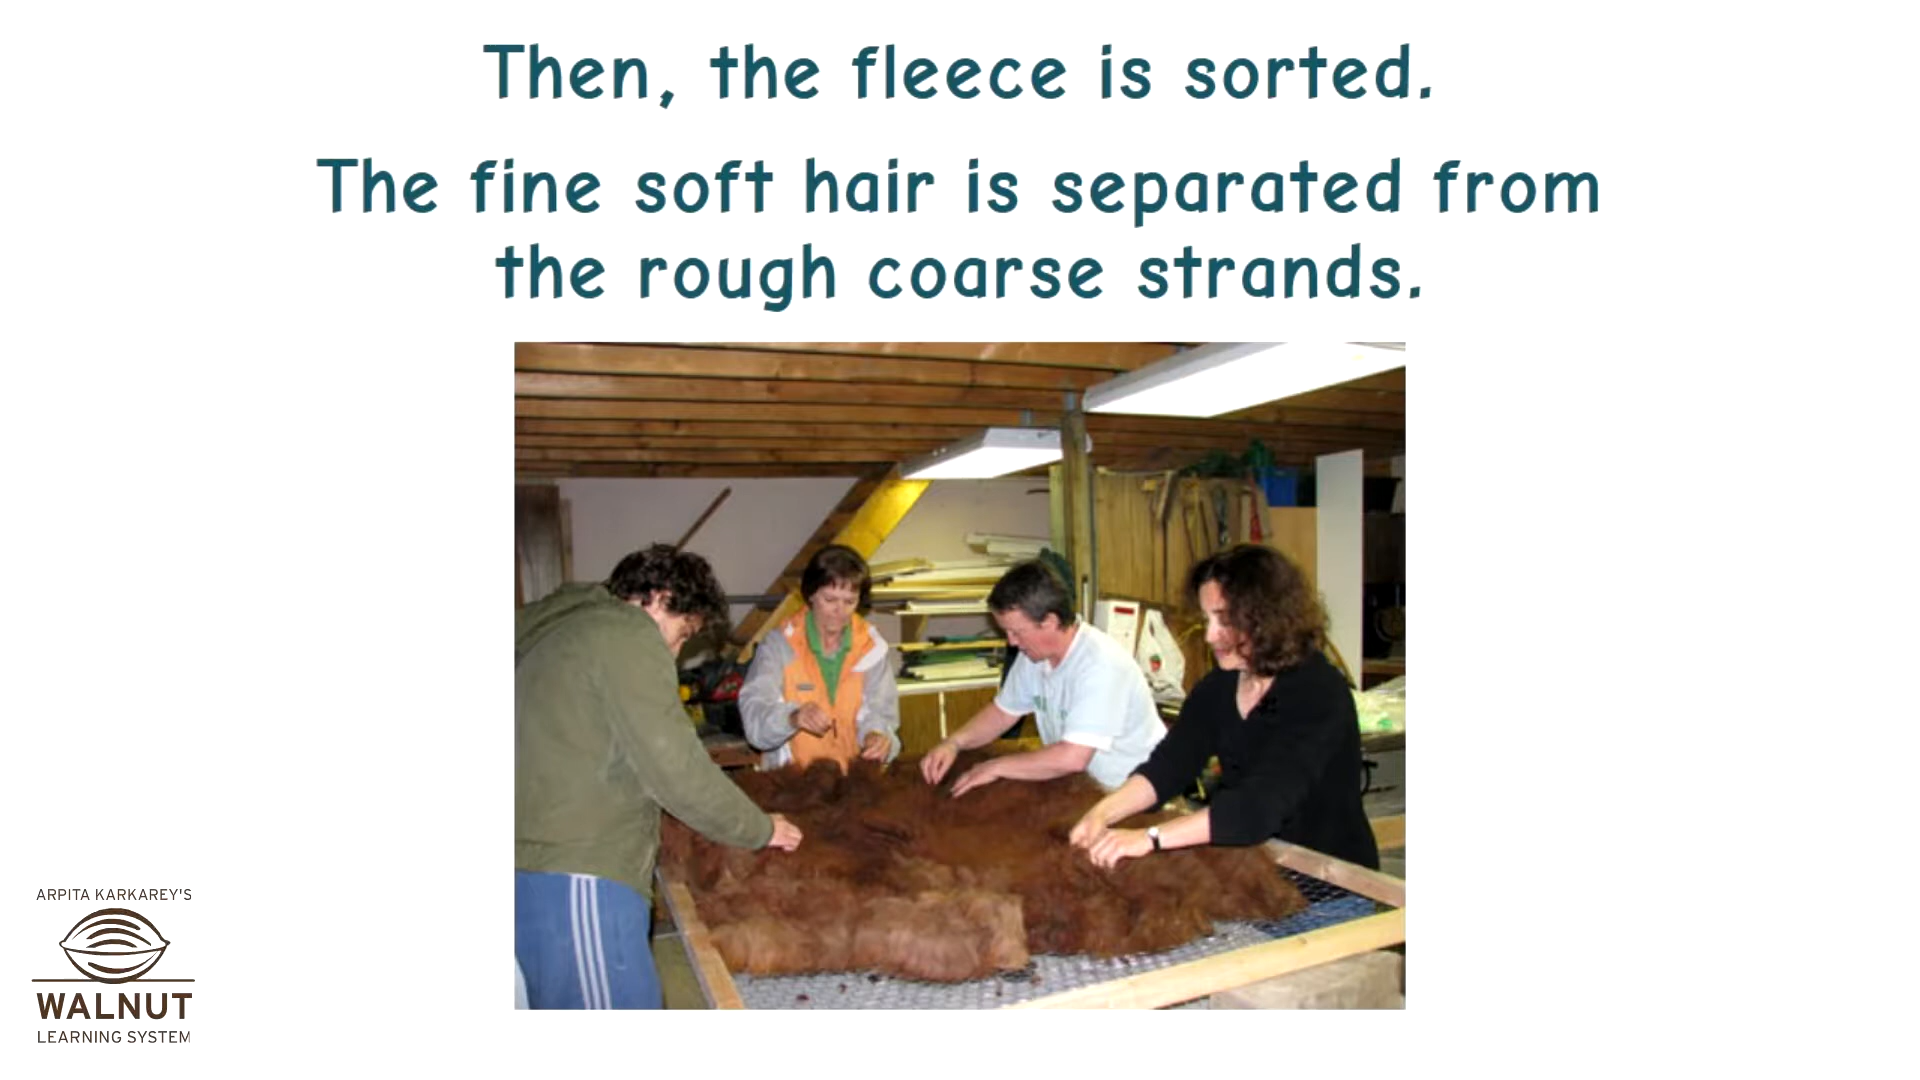 Then, the fleece is sorted.
The fine soft hair is separated from
the rough coarse strands.
ARPITA KARKAREY'S
WALNUT
LEARNING SYSTEM